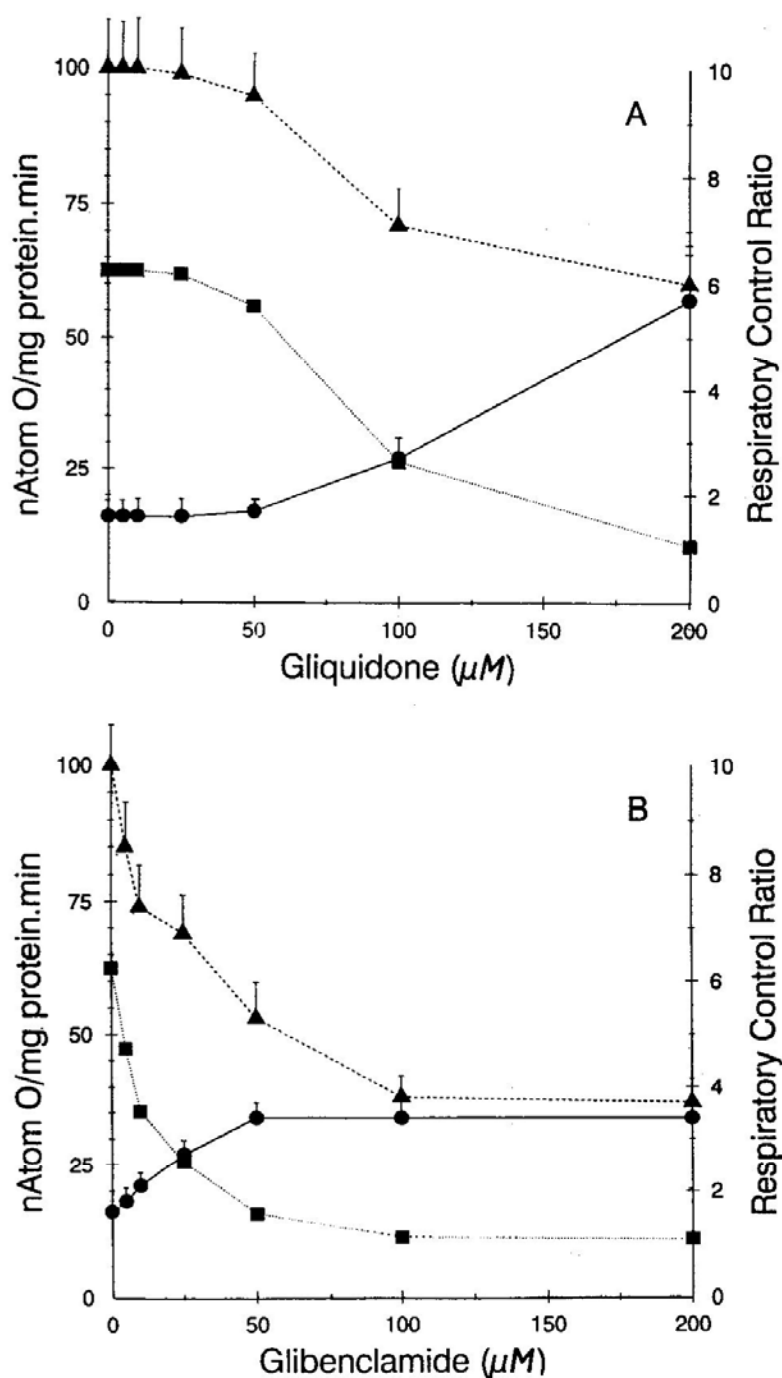 A
100
75
50
25
0
nAtom O/mg protein.min
10
8
6
4
2
0
Respiratory Control Ratio
0 50 100 150 200
Gliquidone (µM)
B
100
75
50
25
0
nAtom O/mg protein.min
10
8
6
4
2
0
Respiratory Control Ratio
0 50 100 150 200
Glibenclamide (µM)